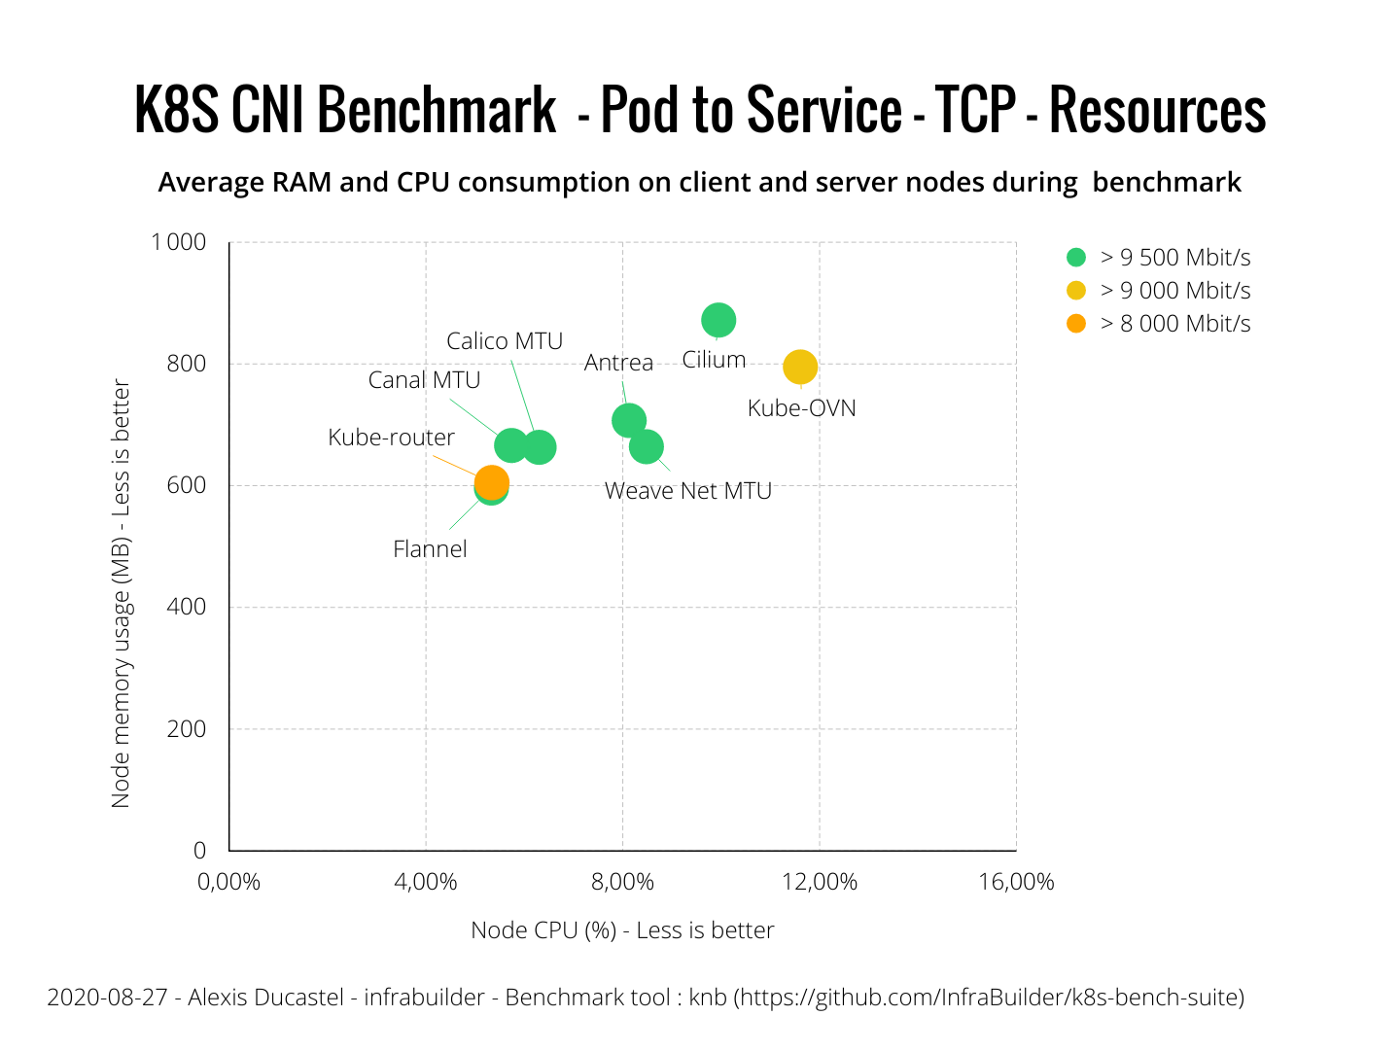 K8S CNI Benchmark - Pod to Service - TCP - Resources
Average RAM and CPU consumption on client and server nodes during benchmark
1 000
800
600
400
200
0
Node memory usage (MB) - Less is better
> 9 500 Mbit/s
> 9 000 Mbit/s
> 8 000 Mbit/s
Calico MTU
Canal MTU
Antrea
Cilium
Kube-OVN
Kube-router
Weave Net MTU
Flannel
0,00%
4,00%
8,00%
12,00%
16,00%
Node CPU (%) - Less is better
2020-08-27 - Alexis Ducastel - infrabuilder - Benchmark tool : knb (https://github.com/InfraBuilder/k8s-bench-suite)